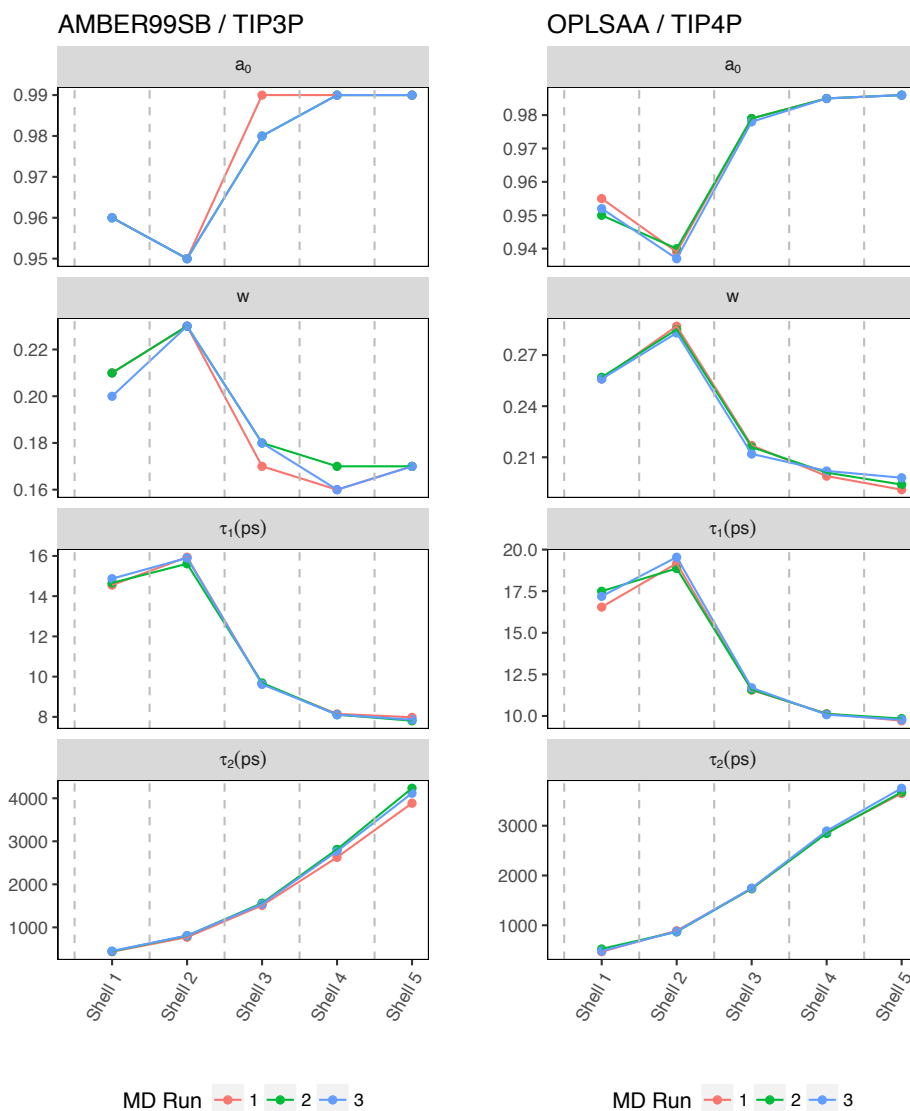 AMBER99SB / TIP3P
a₀
0.99
0.98
0.97
0.96
0.95
w
0.22
0.20
0.18
0.16
τ₁(ps)
16
14
12
10
8
τ₂(ps)
4000
3000
2000
1000
Shell 1
Shell 2
Shell 3
Shell 4
Shell 5
MD Run 1 2 3
OPLSAA / TIP4P
a₀
0.98
0.97
0.96
0.95
0.94
w
0.27
0.24
0.21
τ₁(ps)
20.0
17.5
15.0
12.5
10.0
τ₂(ps)
3000
2000
1000
Shell 1
Shell 2
Shell 3
Shell 4
Shell 5
MD Run 1 2 3